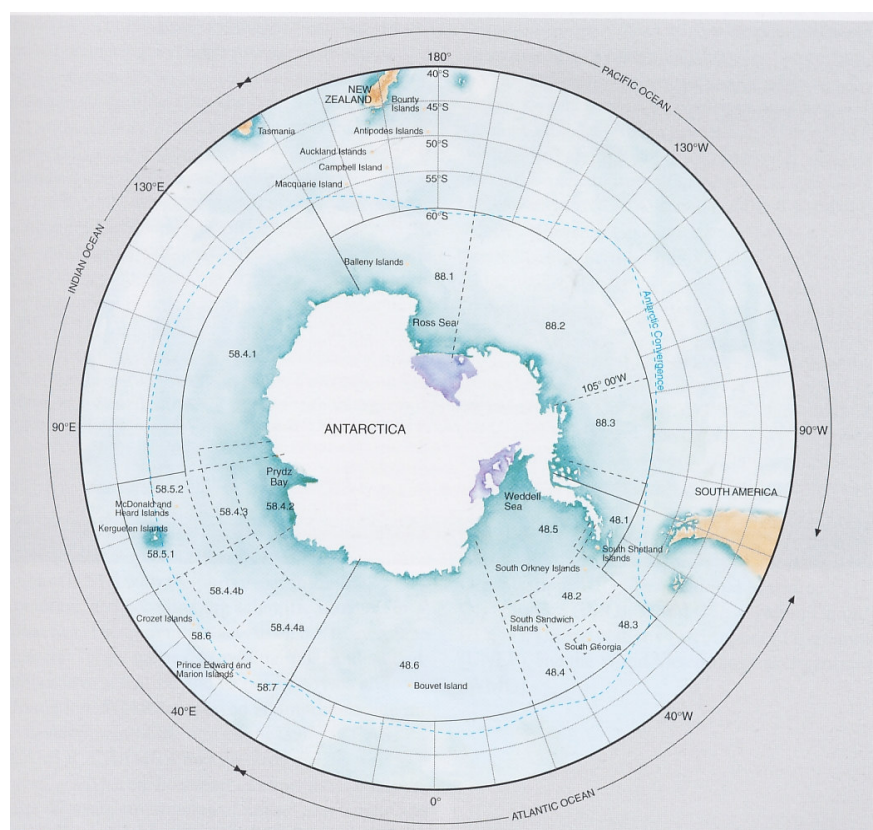 180°
PACIFIC OCEAN
40°S
NEW
ZEALAND
Bounty
Islands
45°S
Tasmania
Antipodes Islands
50°S
130°W
Auckland Islands
Campbell Island
55°S
Macquarie Island
130°E
60°S
INDIAN OCEAN
Balleny Islands
88.1
Antarctic Convergence
Ross Sea
88.2
58.4.1
105° 00'W
88.3
90°E
ANTARCTICA
90°W
Prydz
Bay
58.5.2
SOUTH AMERICA
Weddell
Sea
McDonald and
Heard Islands
58.4.3
58.4.2
48.1
Kerguelen Islands
48.5
58.5.1
South Shetland
Islands
South Orkney Islands
58.4.4b
48.2
Crozet Islands
South Sandwich
Islands
48.3
58.4.4a
58.6
South Georgia
Prince Edward and
Marion Islands
48.6
48.4
58.7
Bouvet Island
40°E
40°W
0°
ATLANTIC OCEAN